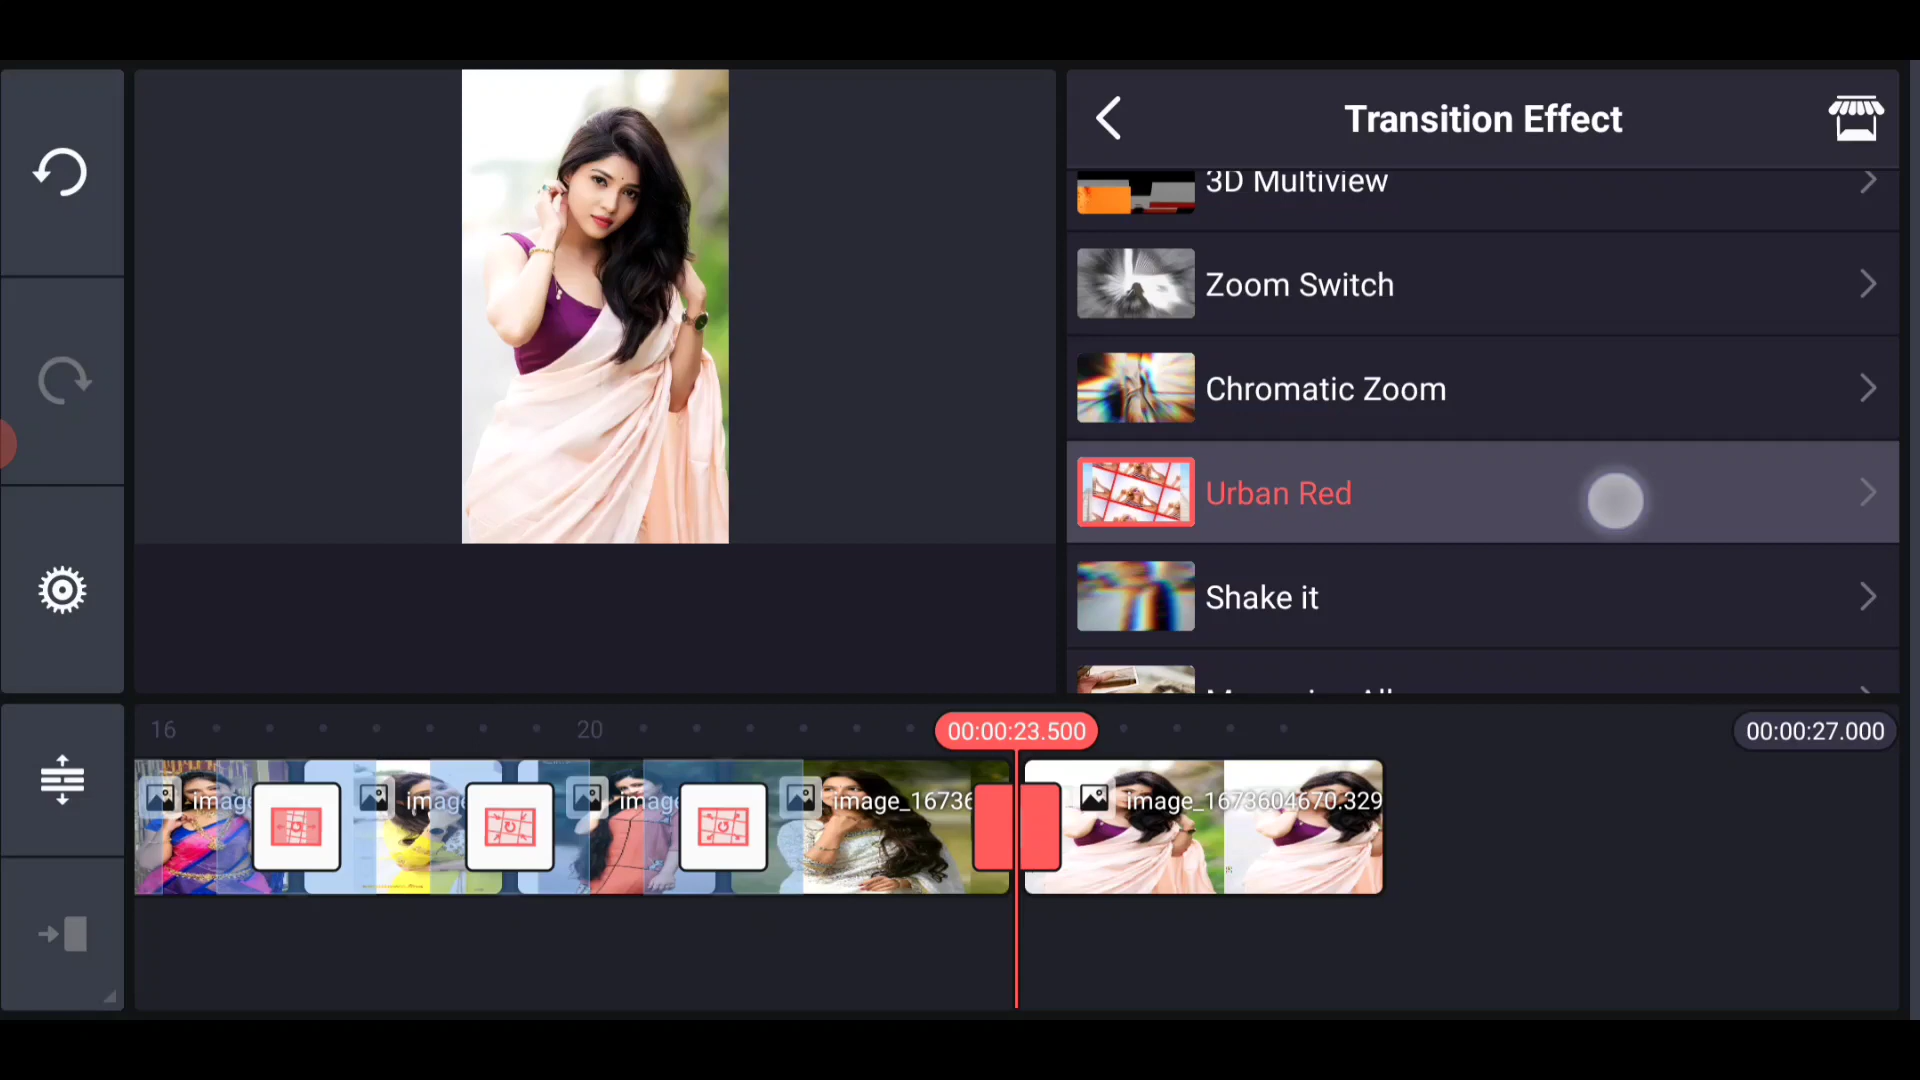 Transition Effect
3D Multiview
Zoom Switch
Chromatic Zoom
Urban Red
Shake it
16
20
00:00:23.500
00:00:27.000
image
image
image
image_16736
image_1673604670.329